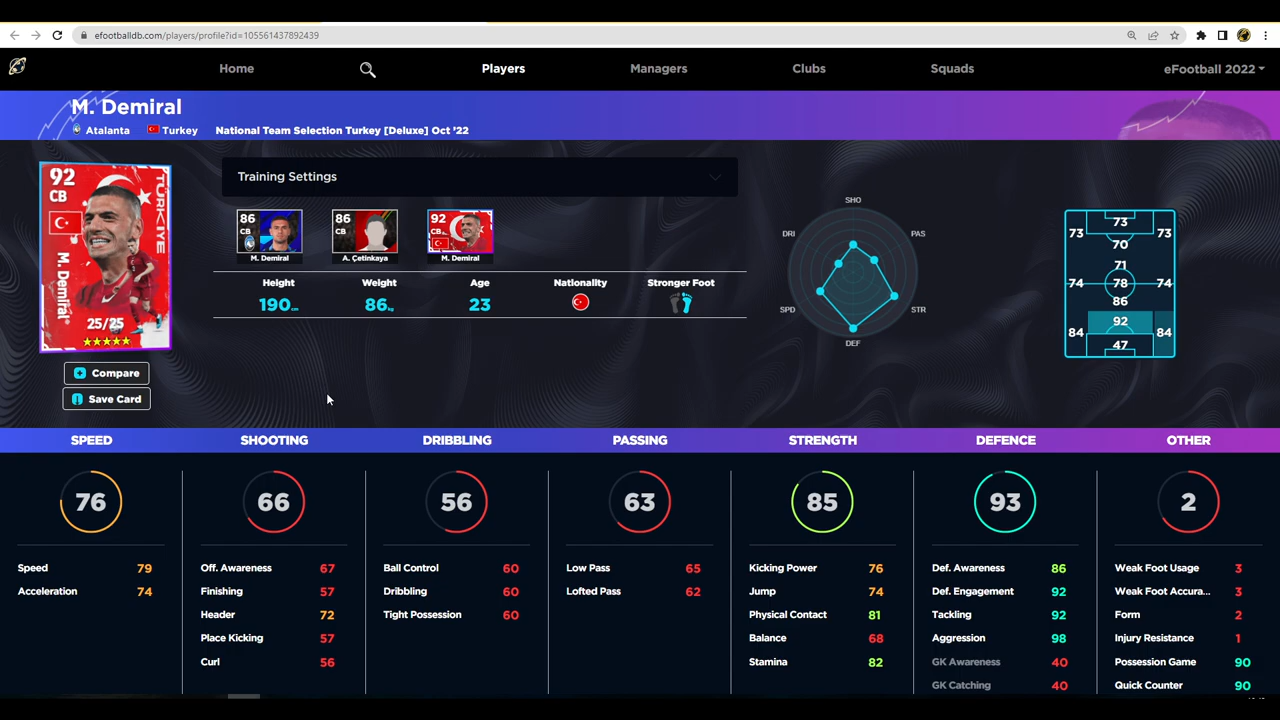 efootballdb.com/players/profile?id=105561437892439
Home
Players
Managers
Clubs
Squads
eFootball 2022
M. Demiral
Atalanta
Turkey
National Team Selection Turkey [Deluxe] Oct '22
92
CB
TÜRKİYE
M. Demiral
25/25
Compare
Save Card
Training Settings
86
CB
M. Demiral
86
CB
A. Çetinkaya
92
CB
M. Demiral
Height
Weight
Age
Nationality
Stronger Foot
190cm
86kg
23
SHO
PAS
STR
DEF
SPD
DRI
73
73
73
70
71
74
78
74
86
92
84
84
47
SPEED
SHOOTING
DRIBBLING
PASSING
STRENGTH
DEFENCE
OTHER
76
66
56
63
85
93
2
Speed 79
Acceleration 74
Off. Awareness 67
Finishing 57
Header 72
Place Kicking 57
Curl 56
Ball Control 60
Dribbling 60
Tight Possession 60
Low Pass 65
Lofted Pass 62
Kicking Power 76
Jump 74
Physical Contact 81
Balance 68
Stamina 82
Def. Awareness 86
Def. Engagement 92
Tackling 92
Aggression 98
GK Awareness 40
GK Catching 40
Weak Foot Usage 3
Weak Foot Accura... 3
Form 2
Injury Resistance 1
Possession Game 90
Quick Counter 90